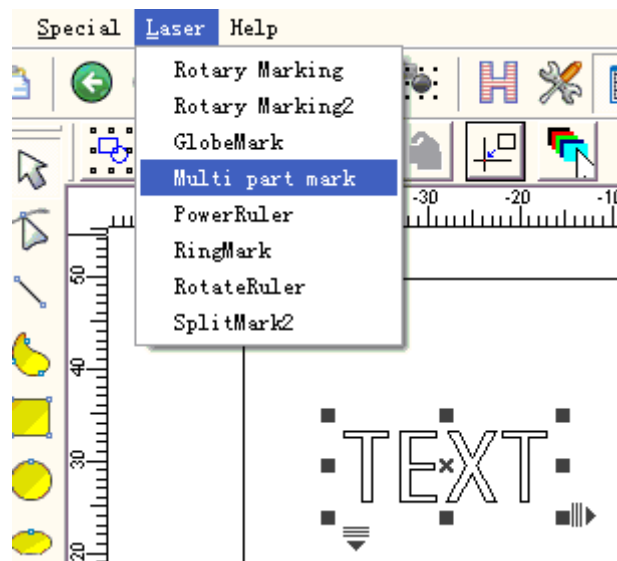 Special Laser Help
Rotary Marking
Rotary Marking2
GlobeMark
Multi part mark
PowerRuler
RingMark
RotateRuler
SplitMark2
-30 -20 -10
50
40
30
20
TEXT